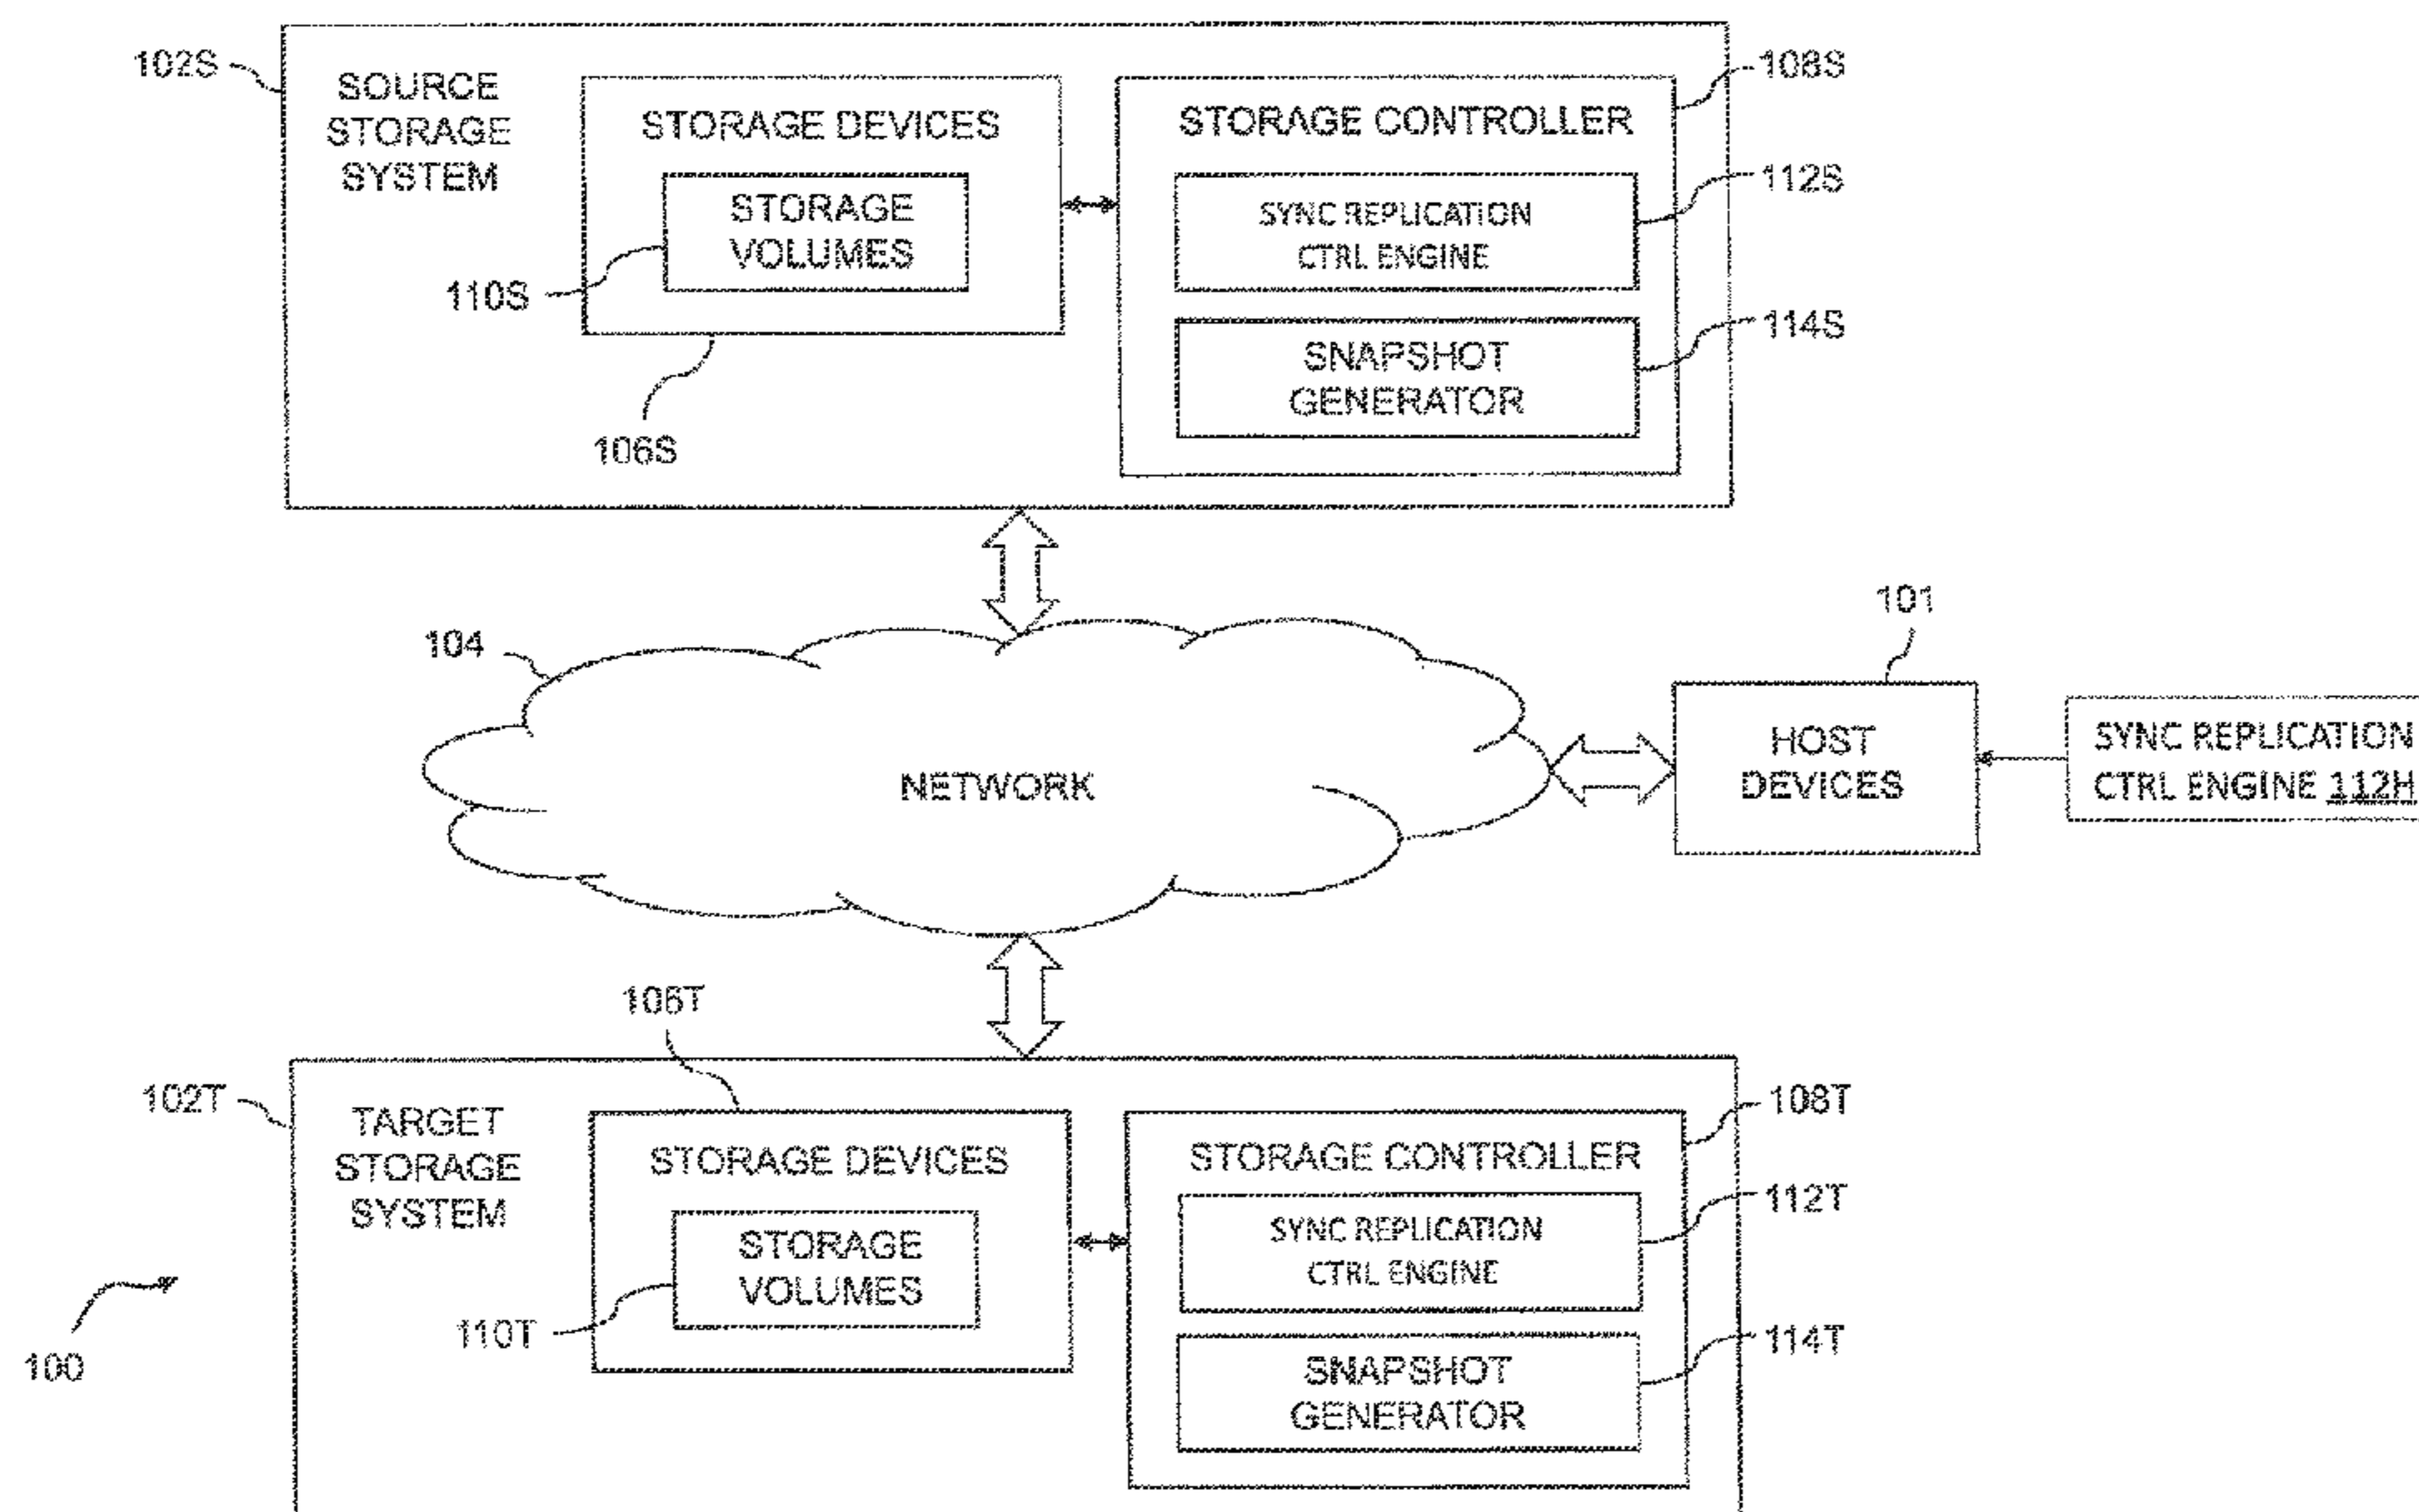 102S
SOURCE
STORAGE
SYSTEM
STORAGE DEVICES
STORAGE
VOLUMES
110S
106S
STORAGE CONTROLLER
108S
SYNC REPLICATION
CTRL ENGINE
112S
SNAPSHOT
GENERATOR
114S
104
NETWORK
101
HOST
DEVICES
SYNC REPLICATION
CTRL ENGINE 112H
106T
102T
TARGET
STORAGE
SYSTEM
STORAGE DEVICES
STORAGE
VOLUMES
110T
STORAGE CONTROLLER
108T
SYNC REPLICATION
CTRL ENGINE
112T
SNAPSHOT
GENERATOR
114T
100